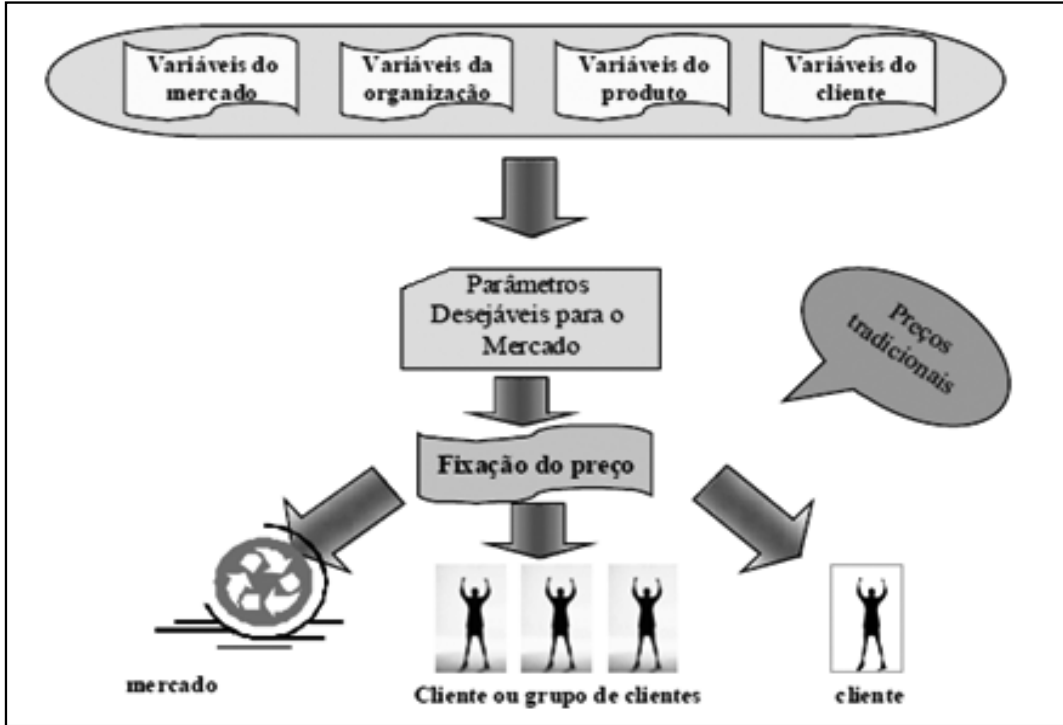 Variáveis do
mercado
Variáveis da
organização
Variáveis do
produto
Variáveis do
cliente
Parâmetros
Desejáveis para o
Mercado
Preços
tradicionais
Fixação do preço
mercado
Cliente ou grupo de clientes
cliente